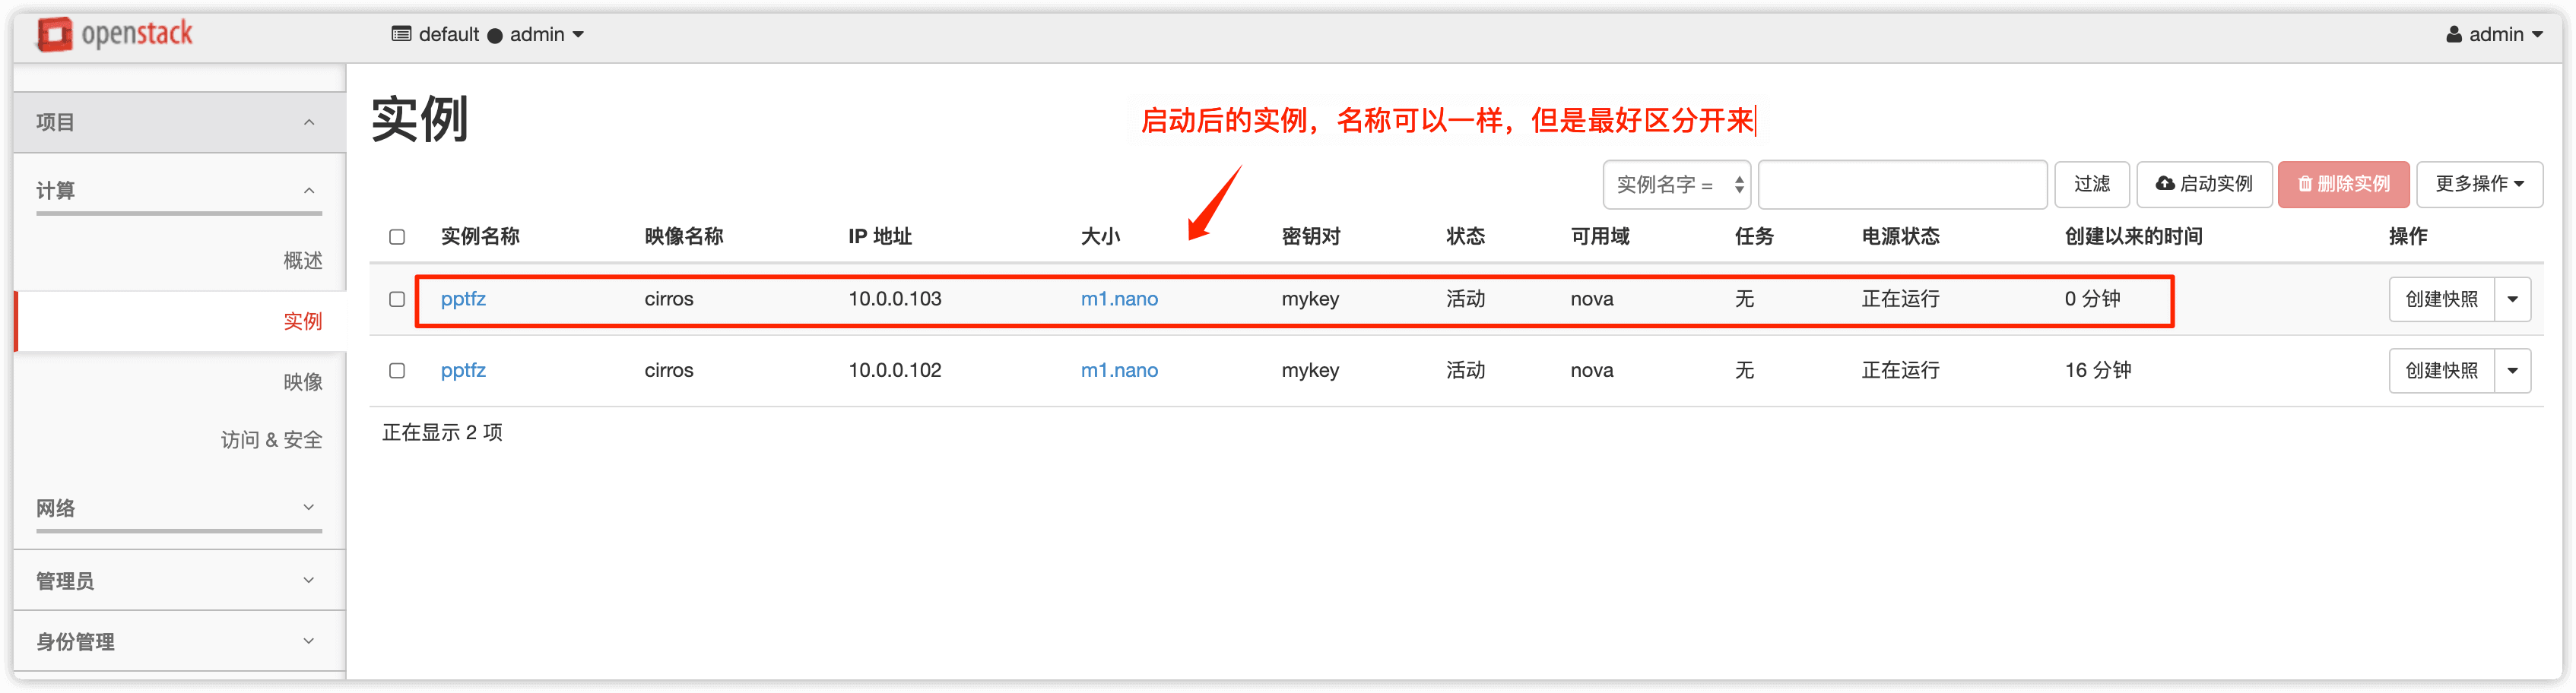 openstack default ● admin admin
项目
计算
概述
实例
映像
访问 & 安全
网络
管理员
身份管理
实例
启动后的实例，名称可以一样，但是最好区分开来
实例名字 = 过滤 启动实例 删除实例 更多操作
实例名称 映像名称 IP 地址 大小 密钥对 状态 可用域 任务 电源状态 创建以来的时间 操作
pptfz cirros 10.0.0.103 m1.nano mykey 活动 nova 无 正在运行 0 分钟 创建快照
pptfz cirros 10.0.0.102 m1.nano mykey 活动 nova 无 正在运行 16 分钟 创建快照
正在显示 2 项